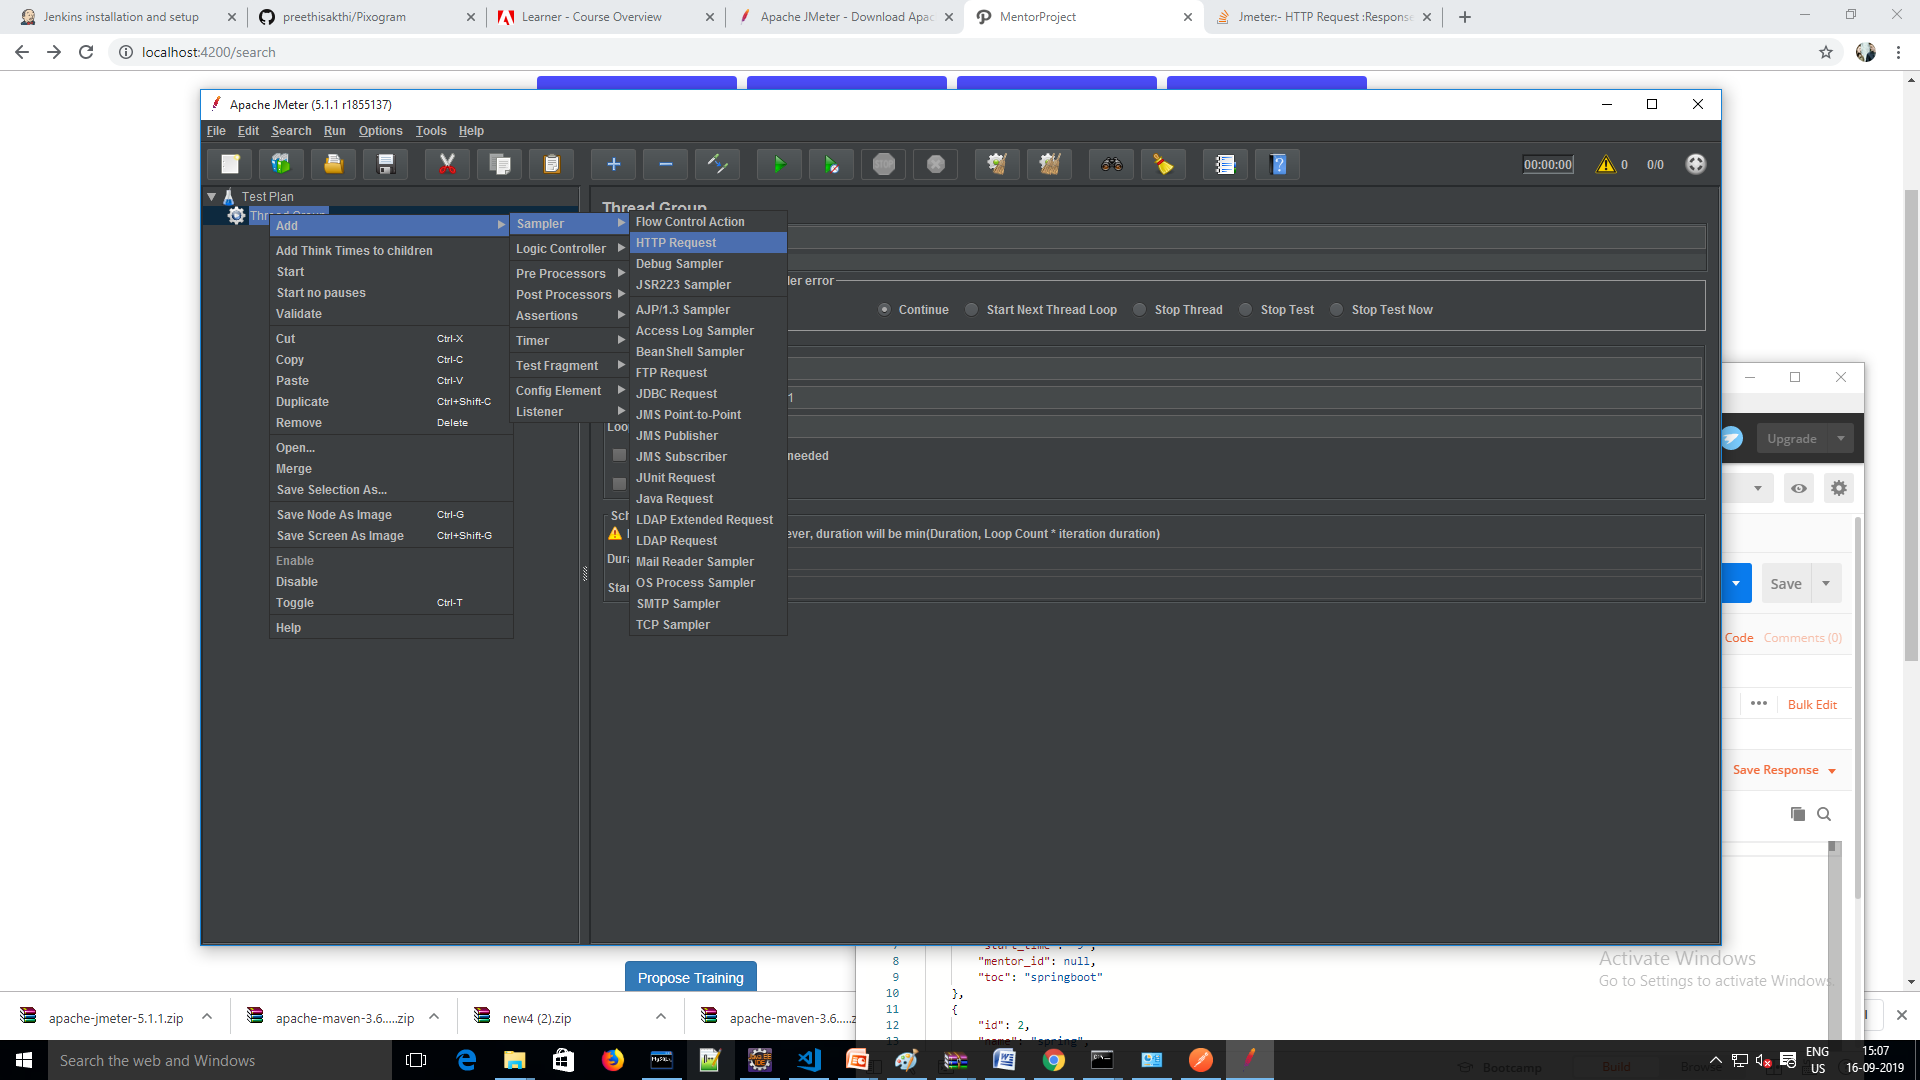 Jenkins installation and setup
preethisakthi/Pixogram
Learner - Course Overview
Apache JMeter - Download Apac
MentorProject
Jmeter:- HTTP Request :Response
localhost:4200/search
Apache JMeter (5.1.1 r1855137)
File Edit Search Run Options Tools Help
00:00:00 0 0/0
Test Plan
Thread Group
Add
Add Think Times to children
Start
Start no pauses
Validate
Cut Ctrl-X
Copy Ctrl-C
Paste Ctrl-V
Duplicate Ctrl+Shift-C
Remove Delete
Open...
Merge
Save Selection As...
Save Node As Image Ctrl-G
Save Screen As Image Ctrl+Shift-G
Enable
Disable
Toggle Ctrl-T
Help
Sampler
Logic Controller
Pre Processors
Post Processors
Assertions
Timer
Test Fragment
Config Element
Listener
Flow Control Action
HTTP Request
Debug Sampler
JSR223 Sampler
AJP/1.3 Sampler
Access Log Sampler
BeanShell Sampler
FTP Request
JDBC Request
JMS Point-to-Point
JMS Publisher
JMS Subscriber
JUnit Request
Java Request
LDAP Extended Request
LDAP Request
Mail Reader Sampler
OS Process Sampler
SMTP Sampler
TCP Sampler
Thread Group
ler error
Continue Start Next Thread Loop Stop Thread Stop Test Stop Test Now
1
Loo
needed
Sch
ever, duration will be min(Duration, Loop Count * iteration duration)
Dura
Star
Upgrade
Save
Code Comments (0)
Bulk Edit
Save Response
7 "start_time": "9",
8 "mentor_id": null,
9 "toc": "springboot"
10 },
11 {
12 "id": 2,
13 "name": "spring",
Activate Windows
Go to Settings to activate Windows.
Propose Training
apache-jmeter-5.1.1.zip
apache-maven-3.6.....zip
new4 (2).zip
apache-maven-3.6.....z
Bootcamp Build Browse
Search the web and Windows
ENG
US
15:07
16-09-2019